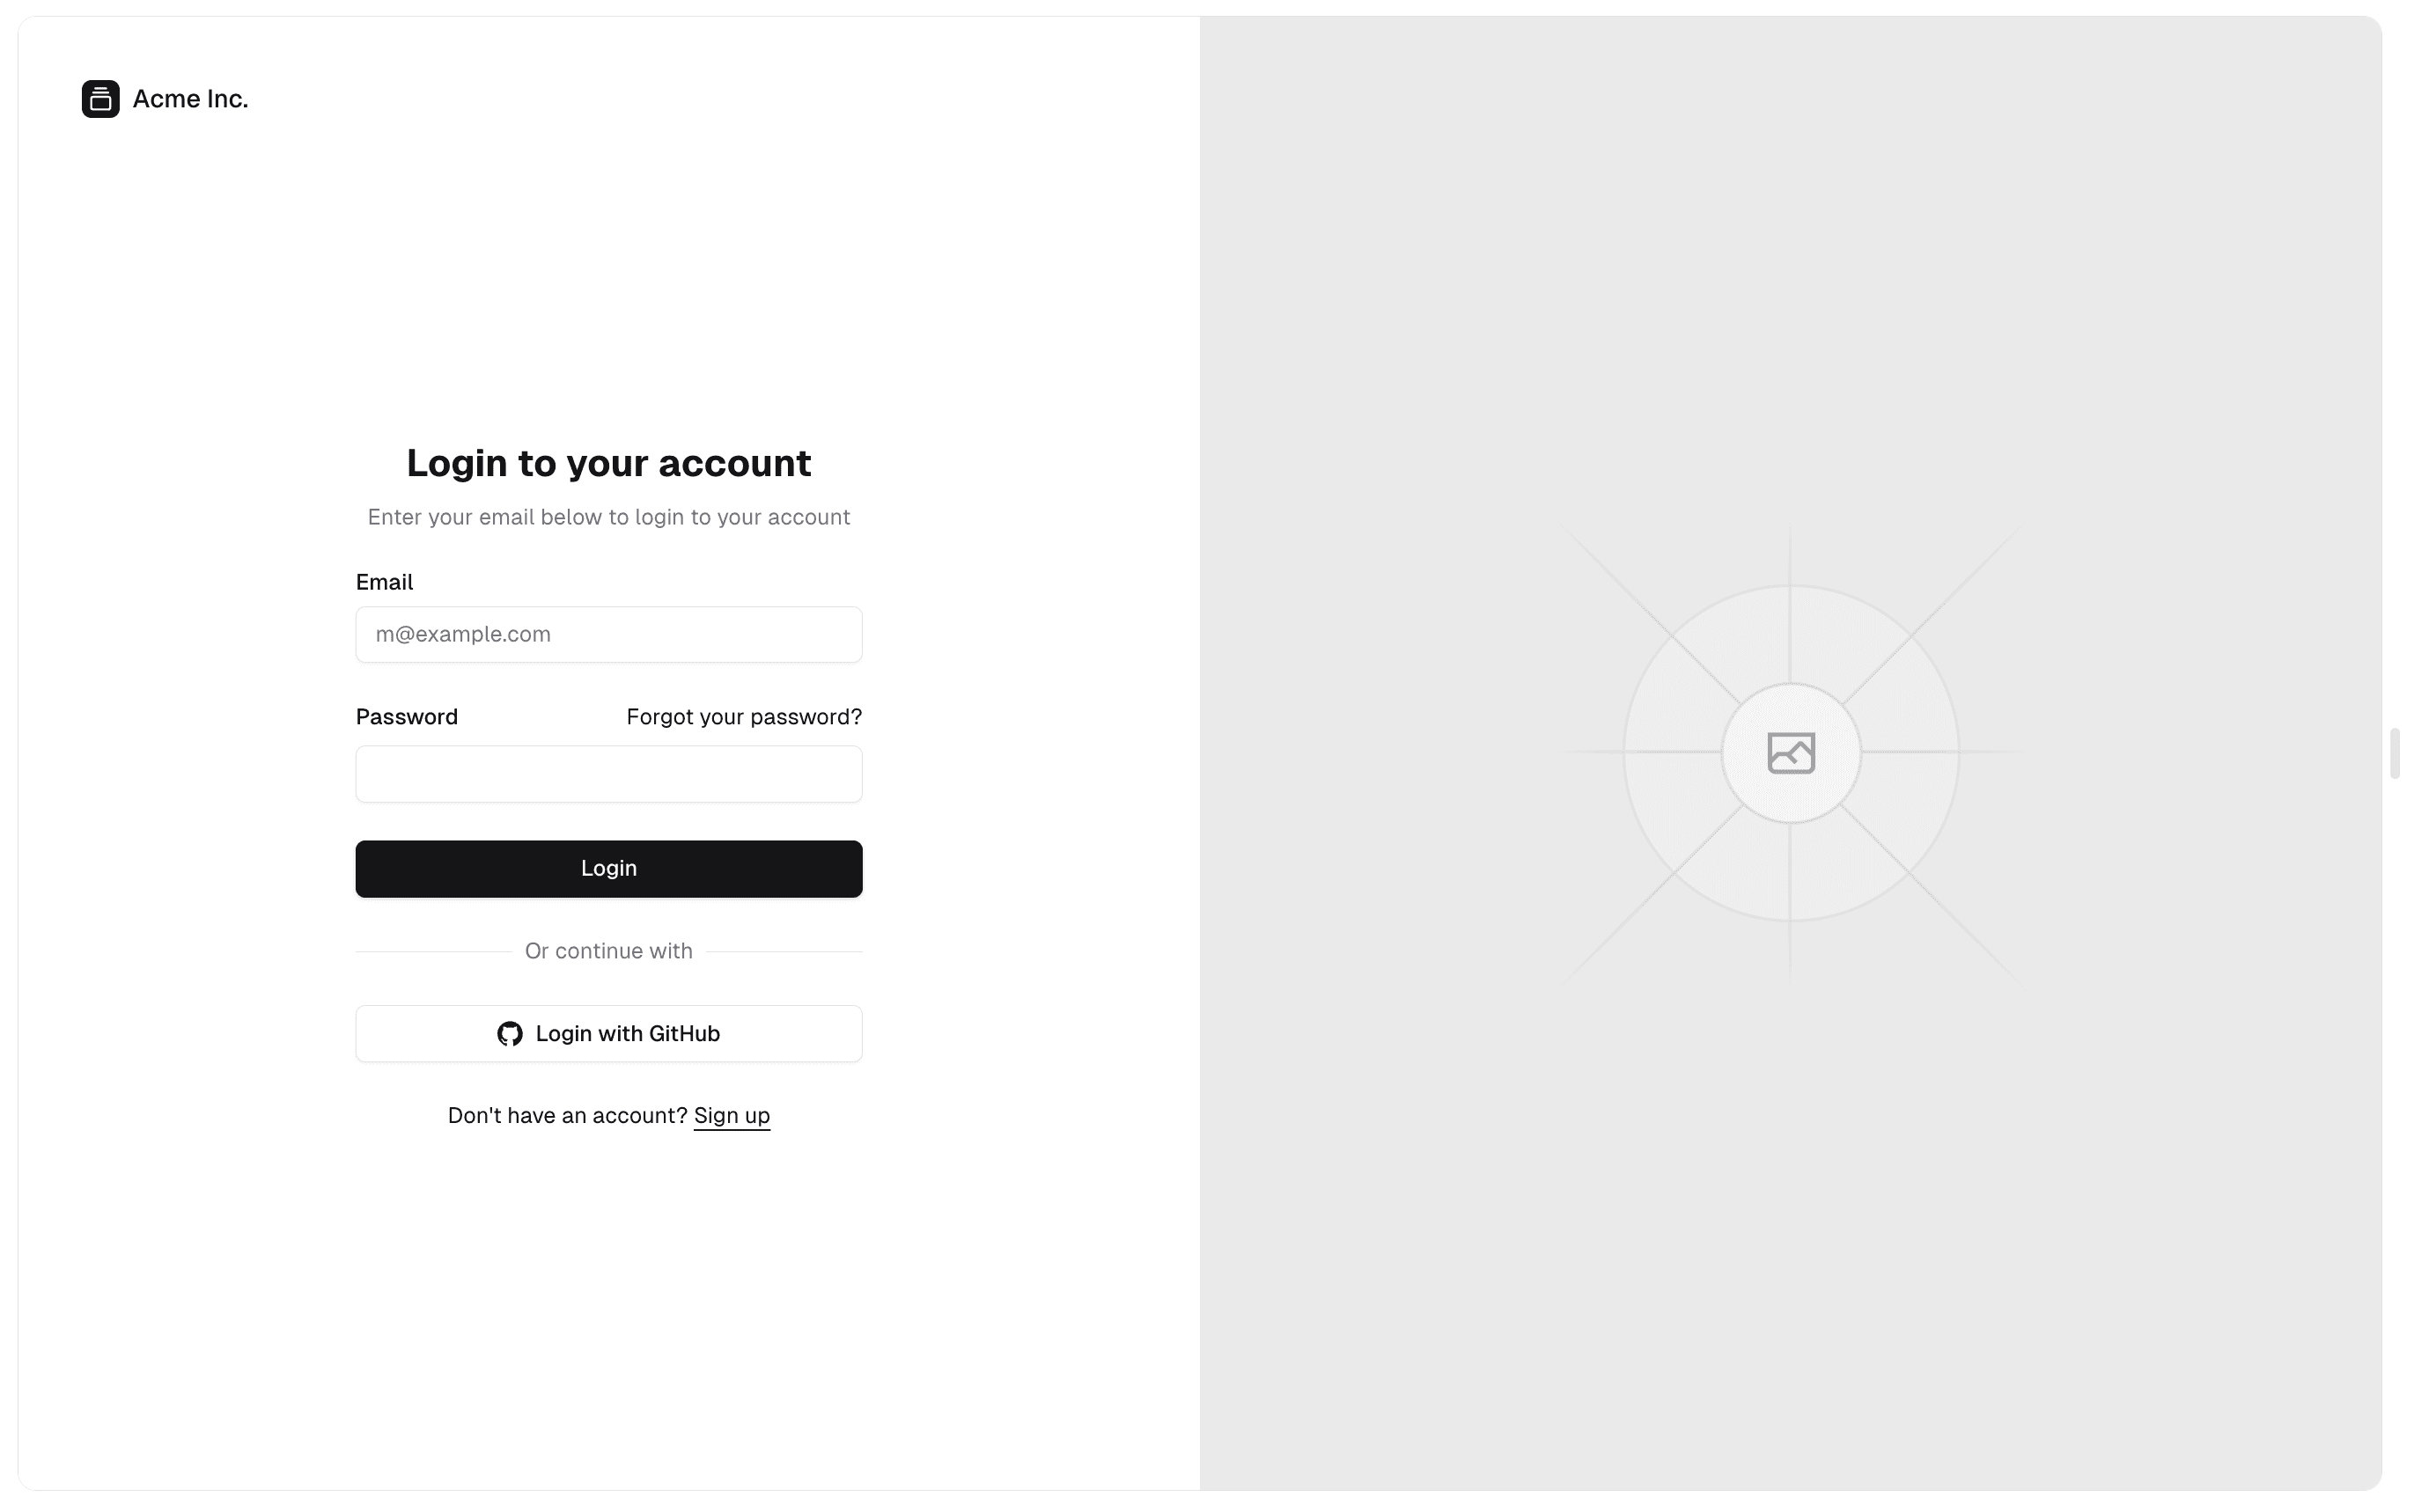 Acme Inc.
Login to your account
Enter your email below to login to your account
Email
m@example.com
Password
Forgot your password?
Login
Or continue with
Login with GitHub
Don't have an account? Sign up